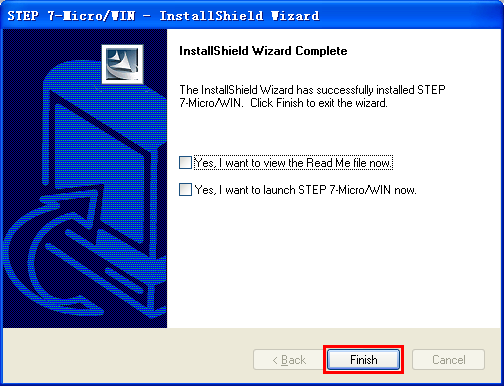 STEP 7-Micro/WIN - InstallShield Wizard
InstallShield Wizard Complete
The InstallShield Wizard has successfully installed STEP
7-Micro/WIN. Click Finish to exit the wizard.
Yes, I want to view the Read Me file now.
Yes, I want to launch STEP 7-Micro/WIN now.
< Back
Finish
Cancel